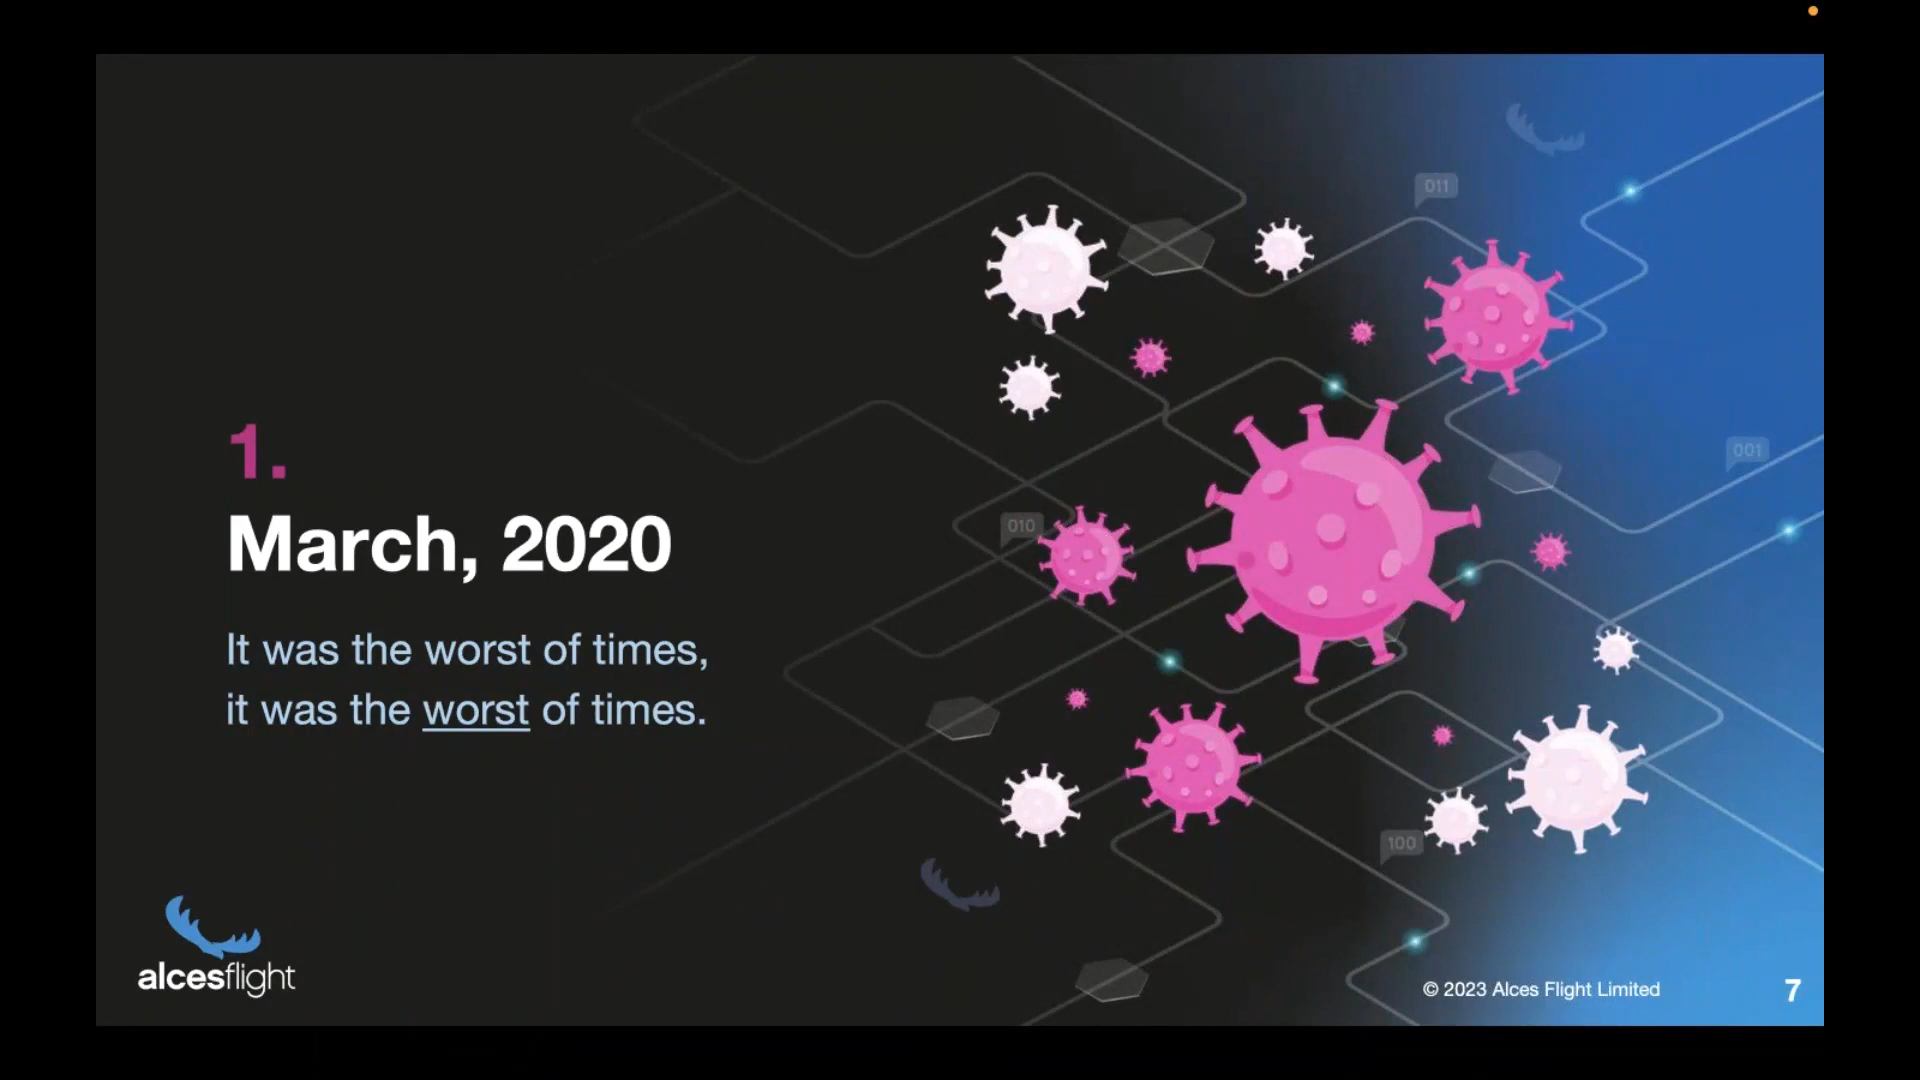 011
001
010
1.
March, 2020
It was the worst of times,
it was the worst of times.
100
alcesflight
© 2023 Alces Flight Limited
7